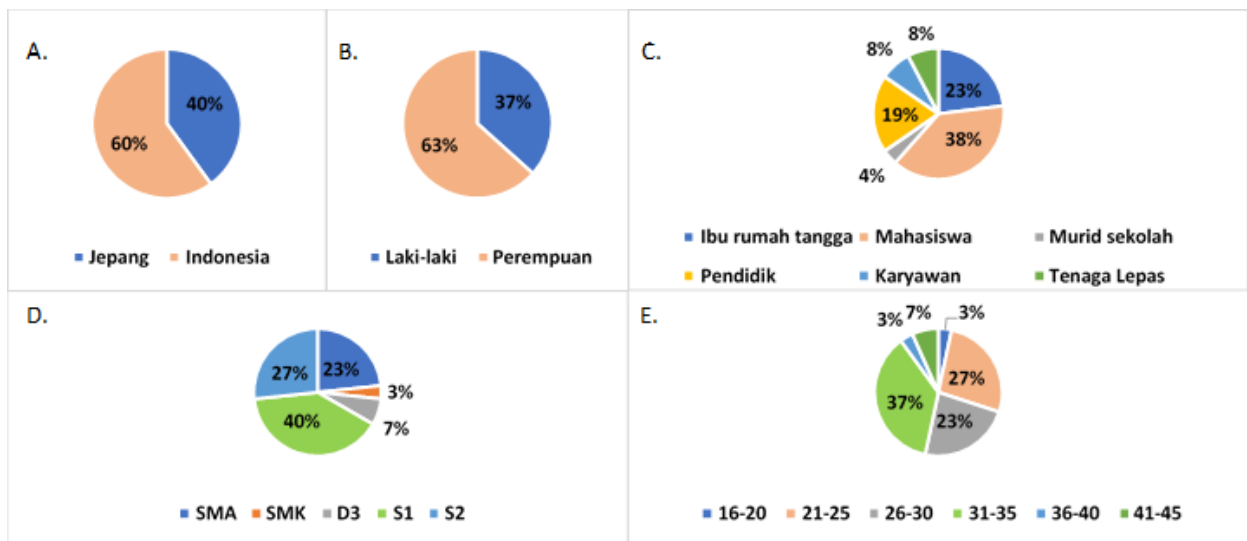 A.
40%
60%
Jepang Indonesia
B.
37%
63%
Laki-laki Perempuan
C.
8%
8%
23%
19%
38%
4%
Ibu rumah tangga Mahasiswa Murid sekolah
Pendidik Karyawan Tenaga Lepas
D.
27% 23%
3%
40%
7%
SMA SMK D3 S1 S2
E.
3% 7% 3%
27%
37%
23%
16-20 21-25 26-30 31-35 36-40 41-45